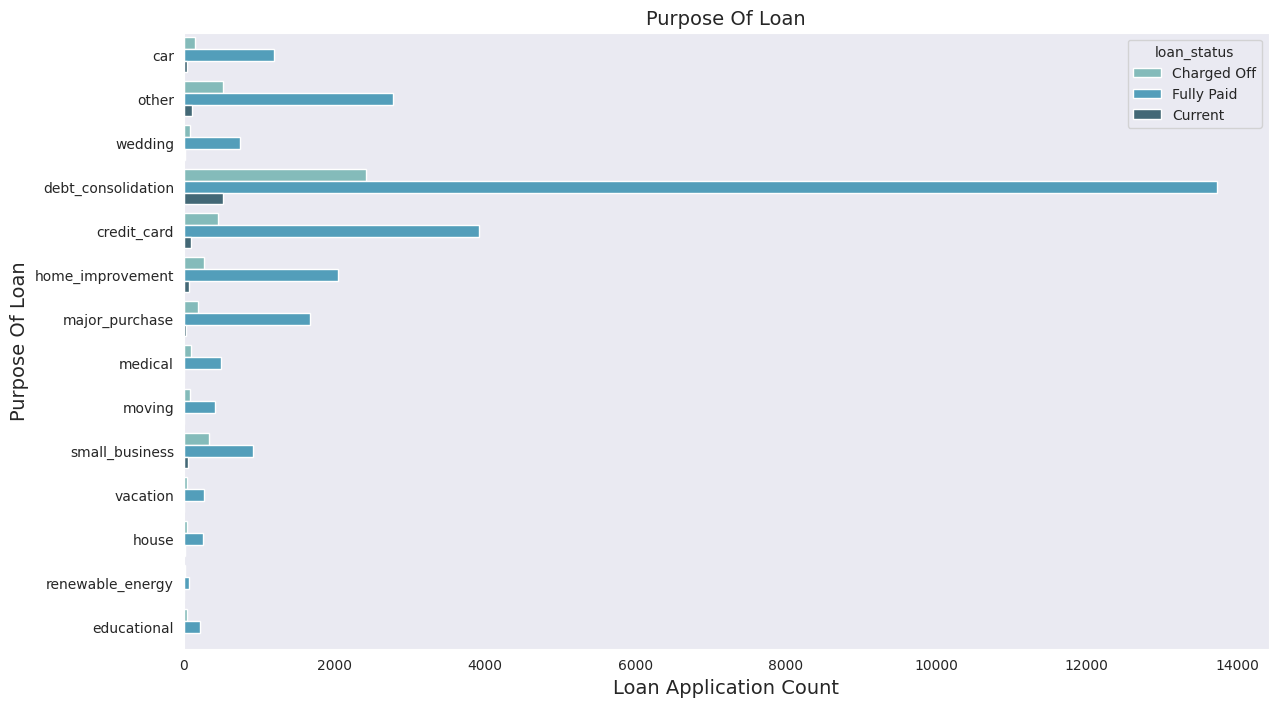 Purpose Of Loan
loan_status
Charged Off
Fully Paid
Current
Purpose Of Loan
car
other
wedding
debt_consolidation
credit_card
home_improvement
major_purchase
medical
moving
small_business
vacation
house
renewable_energy
educational
0 2000 4000 6000 8000 10000 12000 14000
Loan Application Count